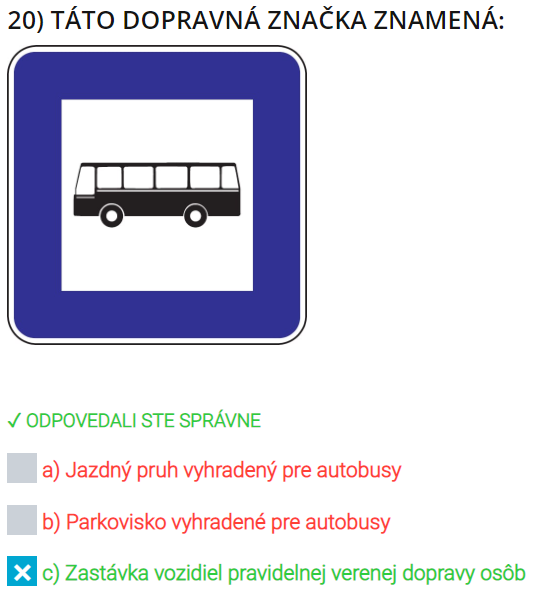 20) TÁTO DOPRAVNÁ ZNAČKA ZNAMENÁ:
✓ ODPOVEDALI STE SPRÁVNE
a) Jazdný pruh vyhradený pre autobusy
b) Parkovisko vyhradené pre autobusy
c) Zastávka vozidiel pravidelnej verenej dopravy osôb